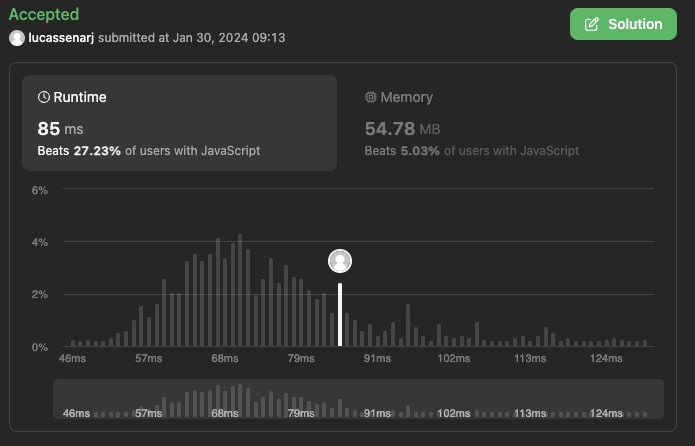 Accepted
lucassenarj submitted at Jan 30, 2024 09:13
Solution
Runtime
85 ms
Beats 27.23% of users with JavaScript
Memory
54.78 MB
Beats 5.03% of users with JavaScript
6%
4%
2%
0%
46ms 57ms 68ms 79ms 91ms 102ms 113ms 124ms
46ms 57ms 68ms 79ms 91ms 102ms 113ms 124ms